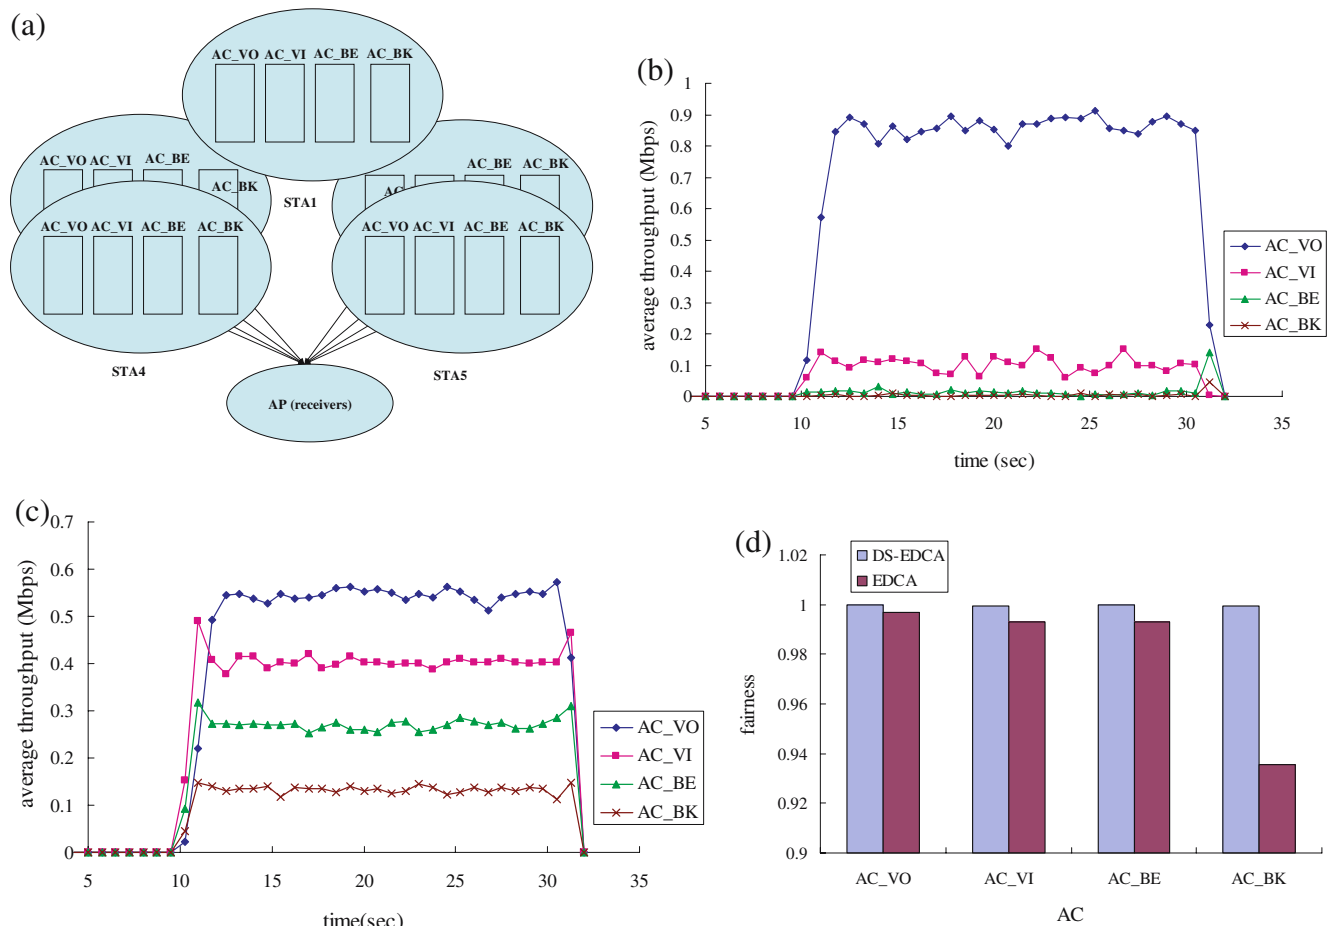 (a)
AC_VO AC_VI AC_BE AC_BK
AC_VO AC_VI AC_BE
AC_BK
AC_BE AC_BK
AC
STA1
AC_VO AC_VI AC_BE AC_BK
AC_VO AC_VI AC_BE AC_BK
STA4
STA5
AP (receivers)
(b)
average throughput (Mbps)
1
0.9
0.8
0.7
0.6
0.5
0.4
0.3
0.2
0.1
0
5 10 15 20 25 30 35
time (sec)
AC_VO
AC_VI
AC_BE
AC_BK
(c)
average throughput (Mbps)
0.7
0.6
0.5
0.4
0.3
0.2
0.1
0
5 10 15 20 25 30 35
time(sec)
AC_VO
AC_VI
AC_BE
AC_BK
(d)
DS-EDCA
EDCA
fairness
1.02
1
0.98
0.96
0.94
0.92
0.9
AC_VO AC_VI AC_BE AC_BK
AC